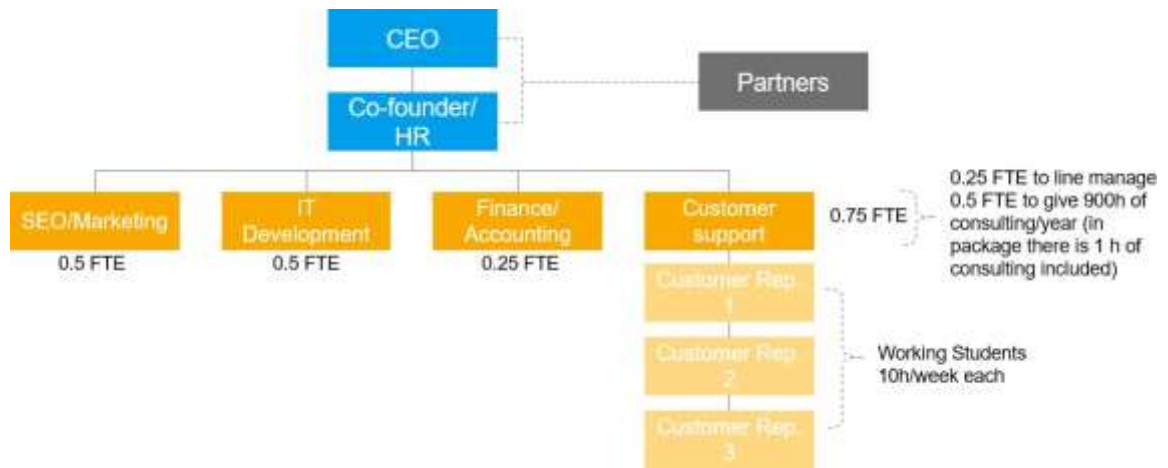 CEO
Partners
Co-founder/
HR
SEO/Marketing
IT
Development
Finance/
Accounting
Customer
support
0.5 FTE
0.5 FTE
0.25 FTE
0.75 FTE
0.25 FTE to line manage
0.5 FTE to give 900h of
consulting/year (in
package there is 1 h of
consulting included)
Customer Rep.
1
Customer Rep.
2
Customer Rep.
3
Working Students
10h/week each